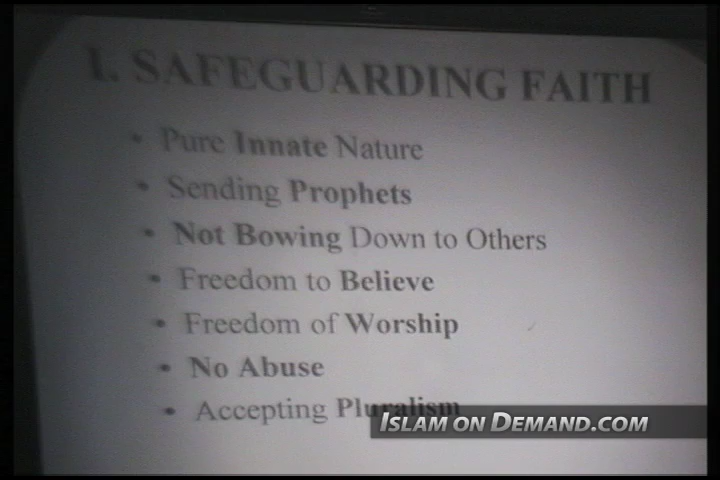 I. SAFEGUARDING FAITH
• Pure Innate Nature
• Sending Prophets
• Not Bowing Down to Others
• Freedom to Believe
• Freedom of Worship
• No Abuse
• Accepting Pluralism
ISLAM ON DEMAND.COM